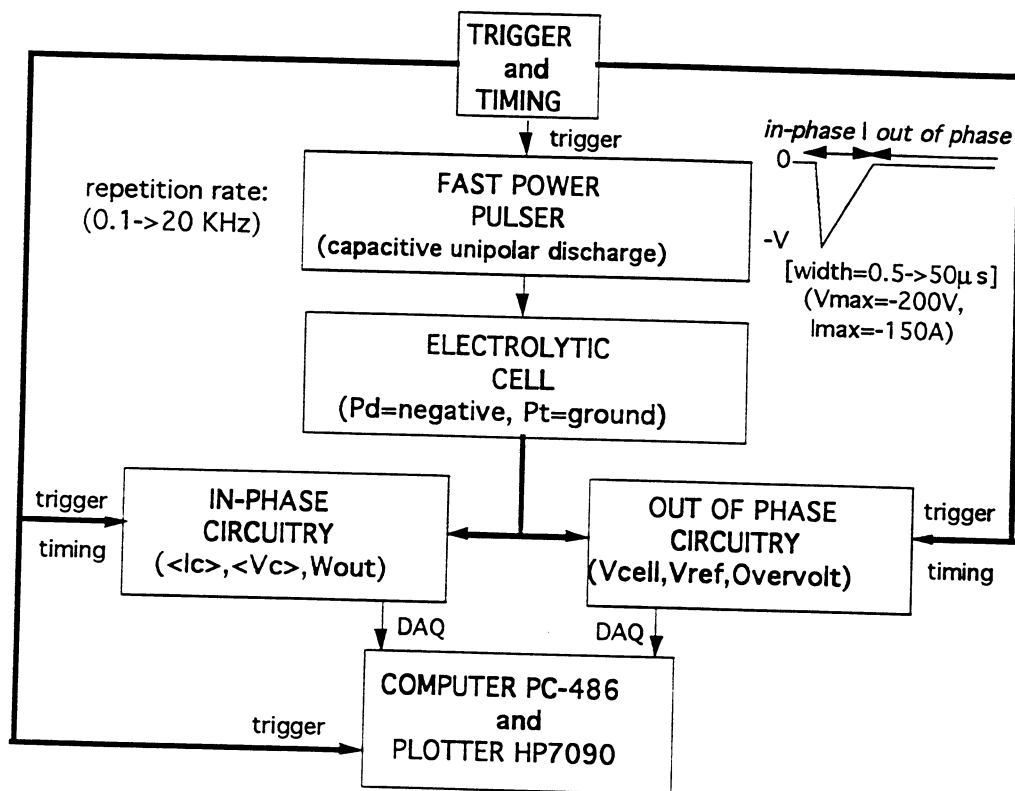 TRIGGER
and
TIMING
trigger
in-phase | out of phase
0
-V
[width=0.5->50μs]
(Vmax=-200V,
Imax=-150A)
repetition rate:
(0.1->20 KHz)
FAST POWER
PULSER
(capacitive unipolar discharge)
ELECTROLYTIC
CELL
(Pd=negative, Pt=ground)
trigger
timing
IN-PHASE
CIRCUITRY
(<Ic>,<Vc>,Wout)
OUT OF PHASE
CIRCUITRY
(Vcell,Vref,Overvolt)
trigger
timing
DAQ
DAQ
trigger
COMPUTER PC-486
and
PLOTTER HP7090